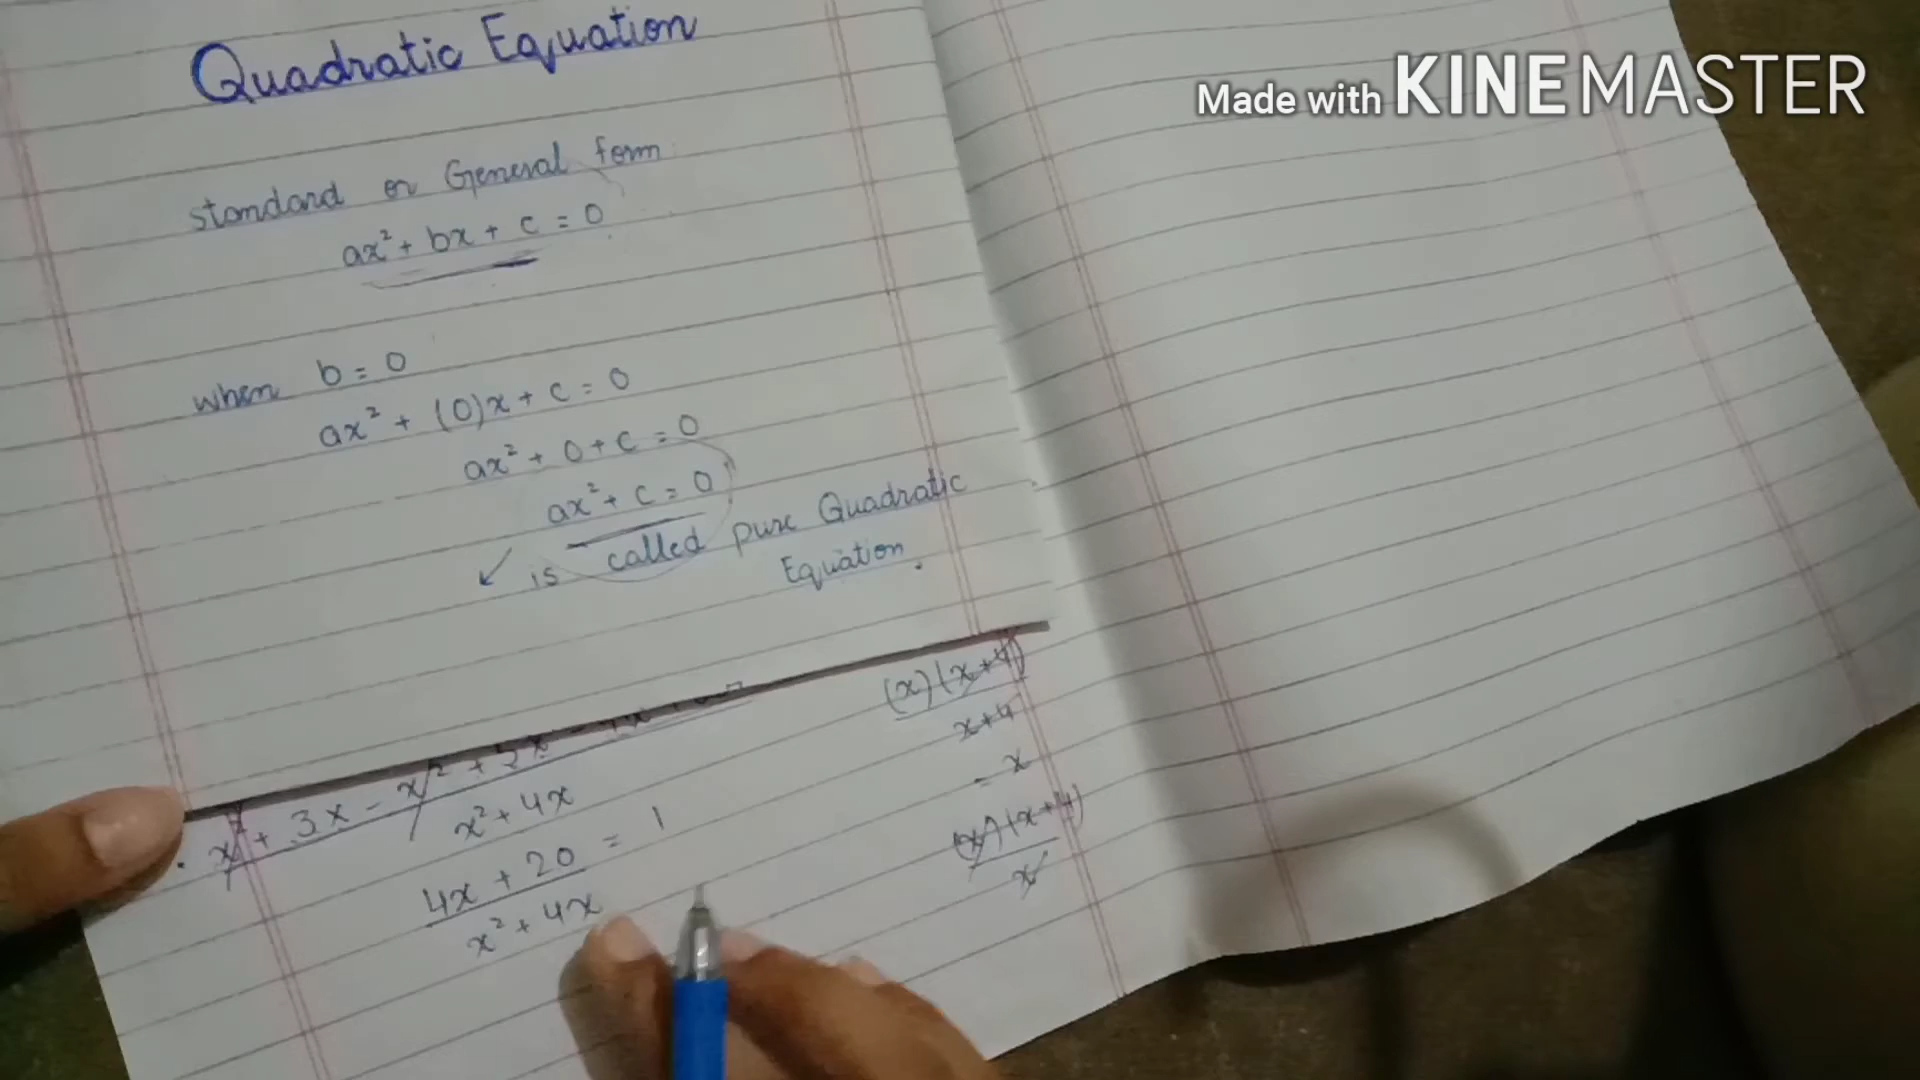 Quadratic Equation
Made with KINEMASTER
standard or General form
ax² + bx + c = 0
when b = 0
ax² + (0)x + c = 0
ax² + 0 + c = 0
ax² + c = 0
is called pure Quadratic
Equation.
x² + 3x - x² + 5x - 
x² + 4x
4x + 20 = 1
x² + 4x
(x)(x+4)
x+4
= x
(x)(x+4)
x